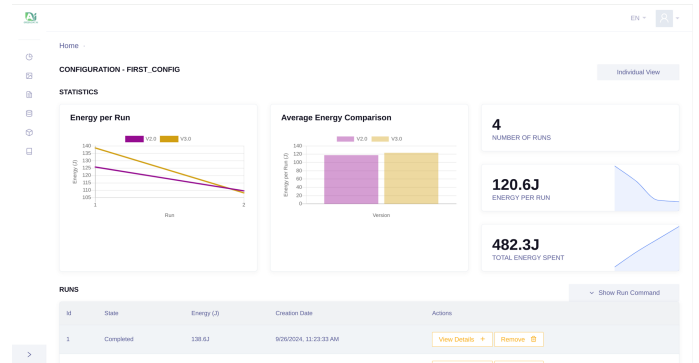 Ai
EN
Home
CONFIGURATION - FIRST_CONFIG
Individual View
STATISTICS
Energy per Run
V2.0 V3.0
140
135
130
125
120
115
110
105
Energy (J)
1 2
Run
Average Energy Comparison
V2.0 V3.0
140
120
100
80
60
40
20
0
Energy per Run (J)
Version
4
NUMBER OF RUNS
120.6J
ENERGY PER RUN
482.3J
TOTAL ENERGY SPENT
RUNS
Show Run Command
Id State Energy (J) Creation Date Actions
1 Completed 138.6J 9/26/2024, 11:23:33 AM View Details + Remove